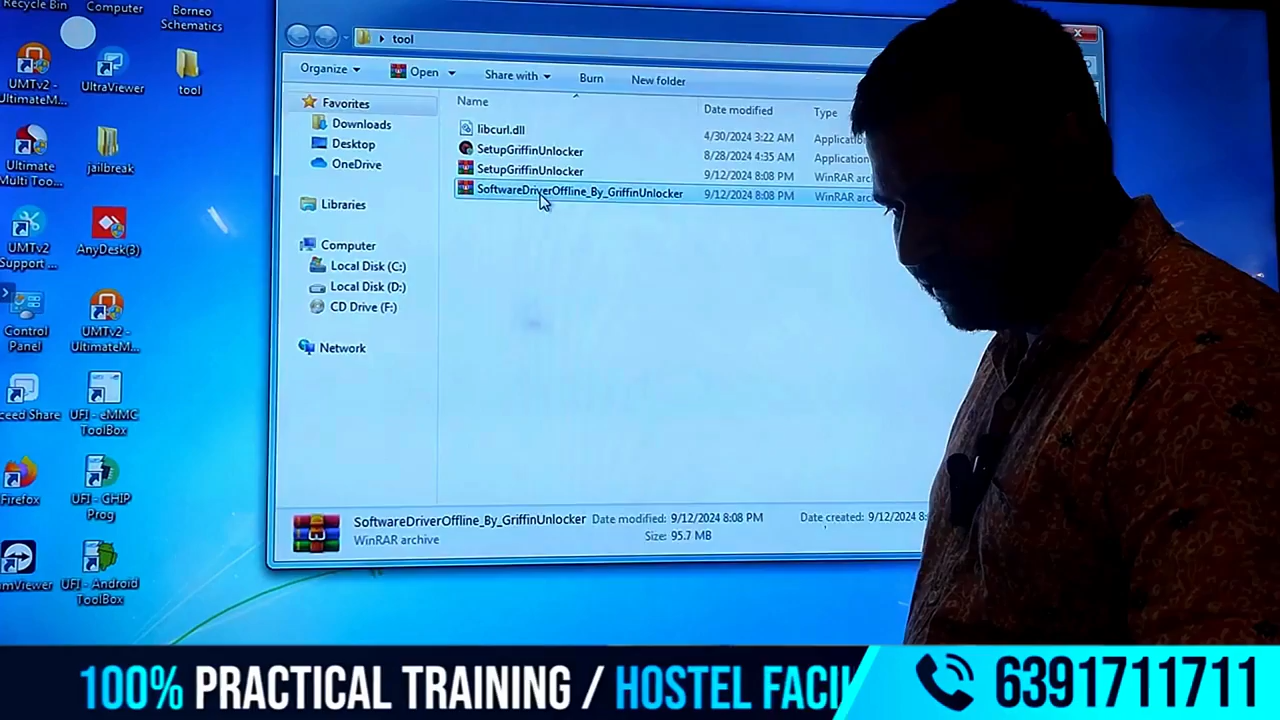 Recycle Bin
Computer
Borneo
Schematics
UMTv2 -
UltimateM...
UltraViewer
tool
Ultimate
Multi Too...
jailbreak
UMTv2
Support ...
AnyDesk(3)
Control
Panel
UMTv2 -
UltimateM...
ceed Share
UFI - eMMC
ToolBox
Firefox
UFI - CHIP
Prog
mViewer
UFI - Android
ToolBox
tool
Organize
Open
Share with
Burn
New folder
Favorites
Downloads
Desktop
OneDrive
Libraries
Computer
Local Disk (C:)
Local Disk (D:)
CD Drive (F:)
Network
Name Date modified Type
libcurl.dll 4/30/2024 3:22 AM Applicatio
SetupGriffinUnlocker 8/28/2024 4:35 AM Applicatio
SetupGriffinUnlocker 9/12/2024 8:08 PM WinRAR arc
SoftwareDriverOffline_By_GriffinUnlocker 9/12/2024 8:08 PM WinRAR arc
SoftwareDriverOffline_By_GriffinUnlocker Date modified: 9/12/2024 8:08 PM Date created: 9/12/2024 8:
WinRAR archive Size: 95.7 MB
100% PRACTICAL TRAINING / HOSTEL FACI
6391711711